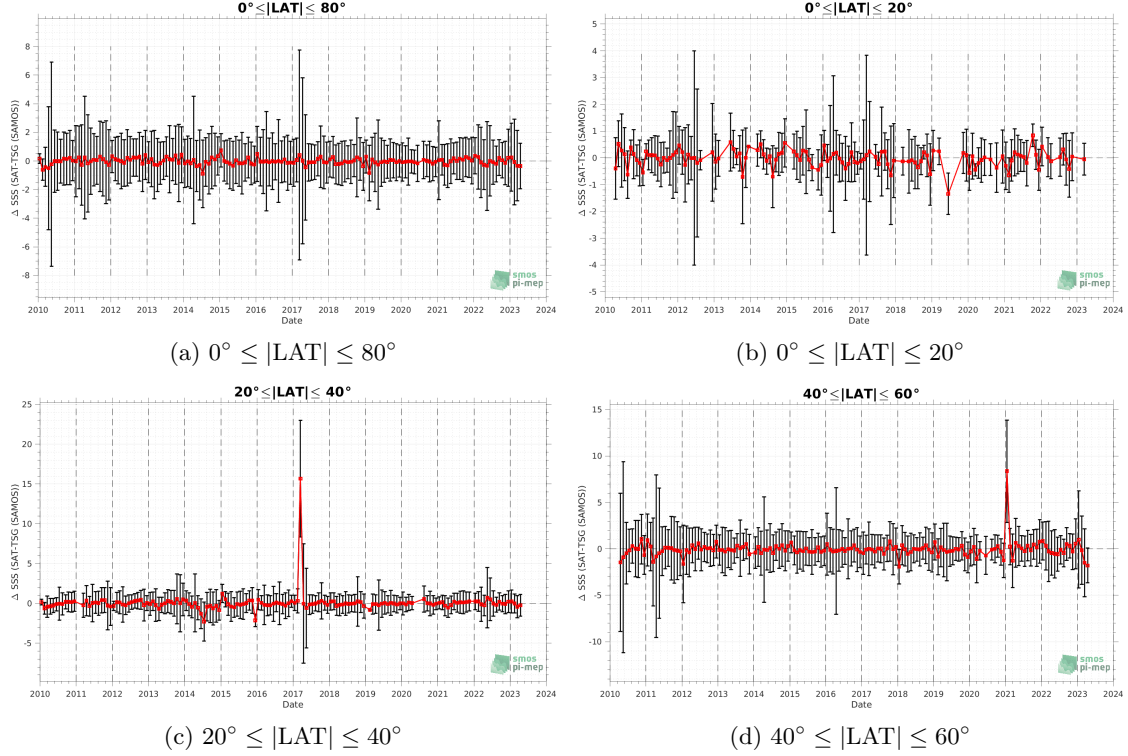 0°≤|LAT|≤ 80°
Δ SSS (SAT-TSG (SAMOS))
8
6
4
2
0
-2
-4
-6
-8
2010 2011 2012 2013 2014 2015 2016 2017 2018 2019 2020 2021 2022 2023 2024
Date
smos
pi-mep
(a) 0° ≤ |LAT| ≤ 80°
0°≤|LAT|≤ 20°
Δ SSS (SAT-TSG (SAMOS))
5
4
3
2
1
0
-1
-2
-3
-4
-5
2010 2011 2012 2013 2014 2015 2016 2017 2018 2019 2020 2021 2022 2023 2024
Date
smos
pi-mep
(b) 0° ≤ |LAT| ≤ 20°
20°≤|LAT|≤ 40°
Δ SSS (SAT-TSG (SAMOS))
25
20
15
10
5
0
-5
2010 2011 2012 2013 2014 2015 2016 2017 2018 2019 2020 2021 2022 2023 2024
Date
smos
pi-mep
(c) 20° ≤ |LAT| ≤ 40°
40°≤|LAT|≤ 60°
Δ SSS (SAT-TSG (SAMOS))
15
10
5
0
-5
-10
2010 2011 2012 2013 2014 2015 2016 2017 2018 2019 2020 2021 2022 2023 2024
Date
smos
pi-mep
(d) 40° ≤ |LAT| ≤ 60°